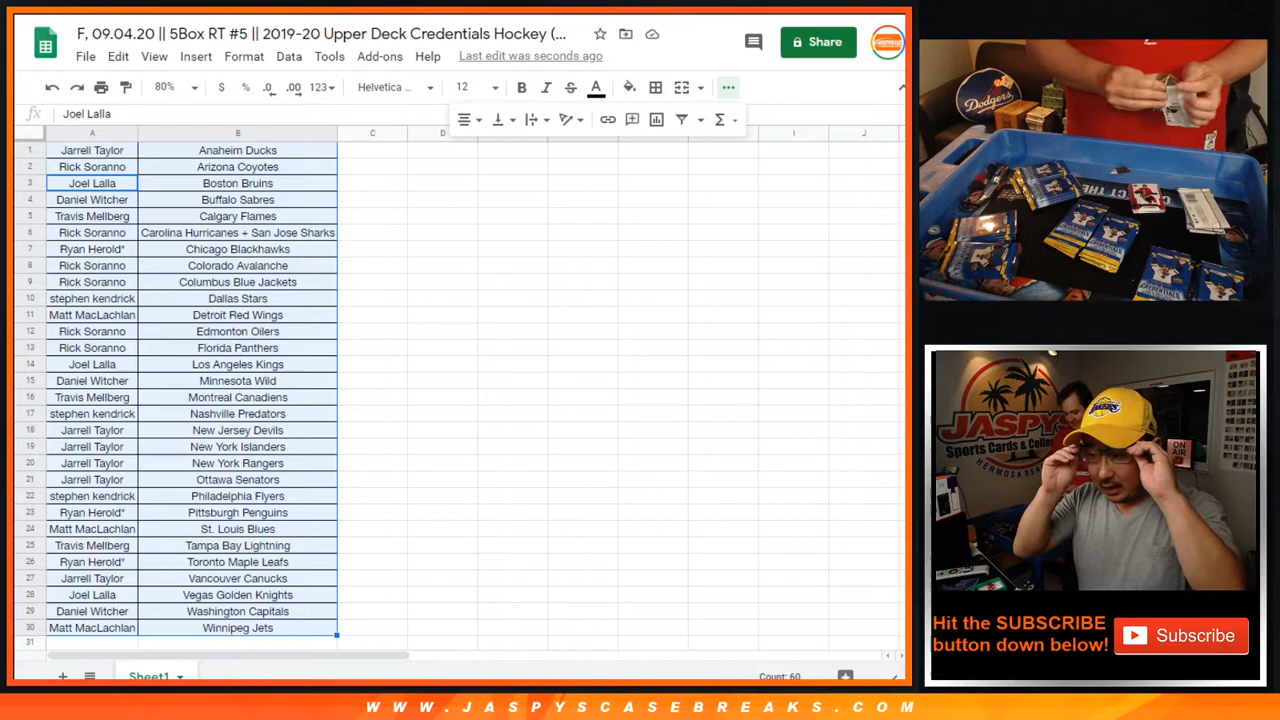 F, 09.04.20 || 5Box RT #5 || 2019-20 Upper Deck Credentials Hockey (...
Share
File Edit View Insert Format Data Tools Add-ons Help Last edit was seconds ago
80% $ % .0 .00 123 Helvetica ... 12 B I S A
fx Joel Lalla
A B C D E F G H I J
1 Jarrell Taylor Anaheim Ducks
2 Rick Soranno Arizona Coyotes
3 Joel Lalla Boston Bruins
4 Daniel Witcher Buffalo Sabres
5 Travis Mellberg Calgary Flames
6 Rick Soranno Carolina Hurricanes + San Jose Sharks
7 Ryan Herold* Chicago Blackhawks
8 Rick Soranno Colorado Avalanche
9 Rick Soranno Columbus Blue Jackets
10 stephen kendrick Dallas Stars
11 Matt MacLachlan Detroit Red Wings
12 Rick Soranno Edmonton Oilers
13 Rick Soranno Florida Panthers
14 Joel Lalla Los Angeles Kings
15 Daniel Witcher Minnesota Wild
16 Travis Mellberg Montreal Canadiens
17 stephen kendrick Nashville Predators
18 Jarrell Taylor New Jersey Devils
19 Jarrell Taylor New York Islanders
20 Jarrell Taylor New York Rangers
21 Jarrell Taylor Ottawa Senators
22 stephen kendrick Philadelphia Flyers
23 Ryan Herold* Pittsburgh Penguins
24 Matt MacLachlan St. Louis Blues
25 Travis Mellberg Tampa Bay Lightning
26 Ryan Herold* Toronto Maple Leafs
27 Jarrell Taylor Vancouver Canucks
28 Joel Lalla Vegas Golden Knights
29 Daniel Witcher Washington Capitals
30 Matt MacLachlan Winnipeg Jets
31
Sheet1 Count: 60
Dodgers
JASPY'S
Sports Cards & Collec
HERMOSA BEA
LAKERS
ON AIR
Hit the SUBSCRIBE
button down below!
Subscribe
WWW.JASPYSCASEBREAKS.COM